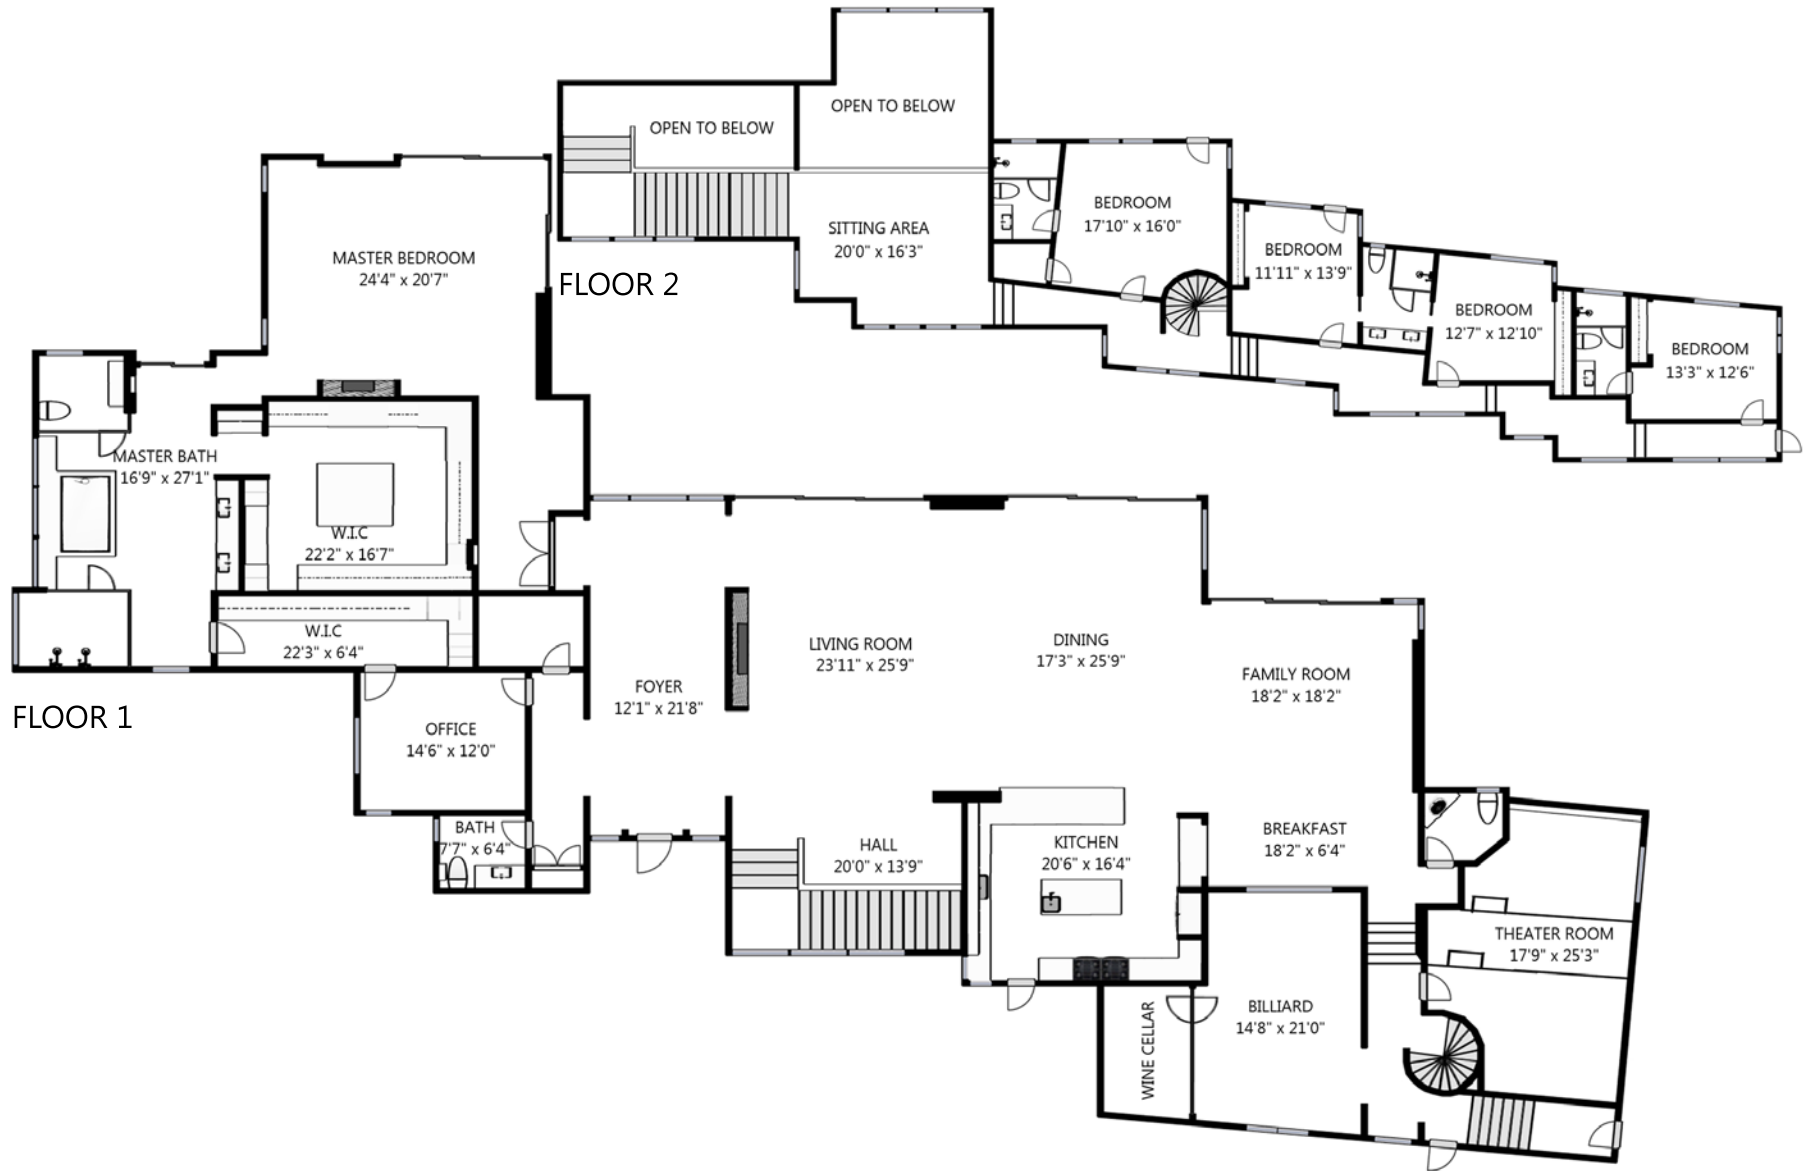 OPEN TO BELOW
OPEN TO BELOW
SITTING AREA
20'0" x 16'3"
BEDROOM
17'10" x 16'0"
BEDROOM
11'11" x 13'9"
BEDROOM
12'7" x 12'10"
BEDROOM
13'3" x 12'6"
FLOOR 2
MASTER BEDROOM
24'4" x 20'7"
MASTER BATH
16'9" x 27'1"
W.I.C
22'2" x 16'7"
W.I.C
22'3" x 6'4"
FLOOR 1
OFFICE
14'6" x 12'0"
BATH
7'7" x 6'4"
FOYER
12'1" x 21'8"
LIVING ROOM
23'11" x 25'9"
DINING
17'3" x 25'9"
FAMILY ROOM
18'2" x 18'2"
HALL
20'0" x 13'9"
KITCHEN
20'6" x 16'4"
BREAKFAST
18'2" x 6'4"
THEATER ROOM
17'9" x 25'3"
BILLIARD
14'8" x 21'0"
WINE CELLAR